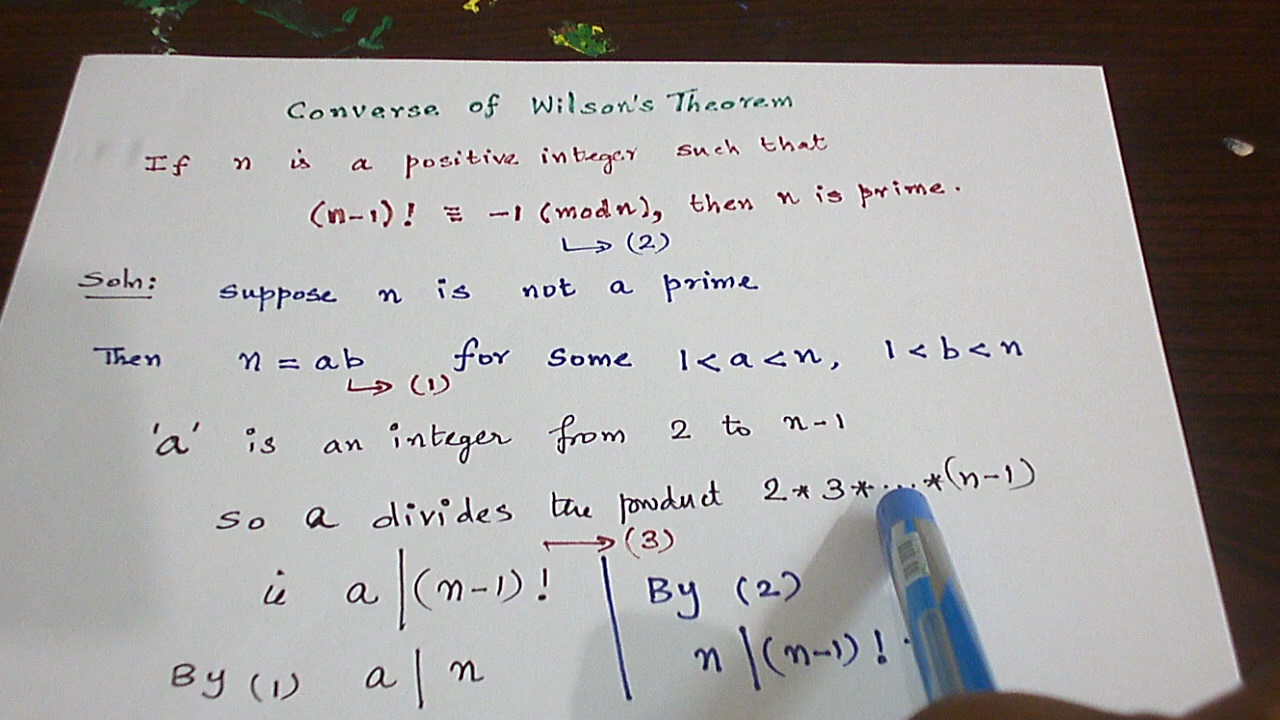 Converse of Wilson's Theorem
If n is a positive integer such that
(n-1)! ≡ -1 (mod n), then n is prime.
↳ (2)
Soln: Suppose n is not a prime
Then n = ab for some 1 < a < n, 1 < b < n
↳ (1)
'a' is an integer from 2 to n-1
So a divides the product 2 * 3 * ... * (n-1)
→ (3)
ie a | (n-1)!
By (1) a | n
By (2)
n | (n-1)!